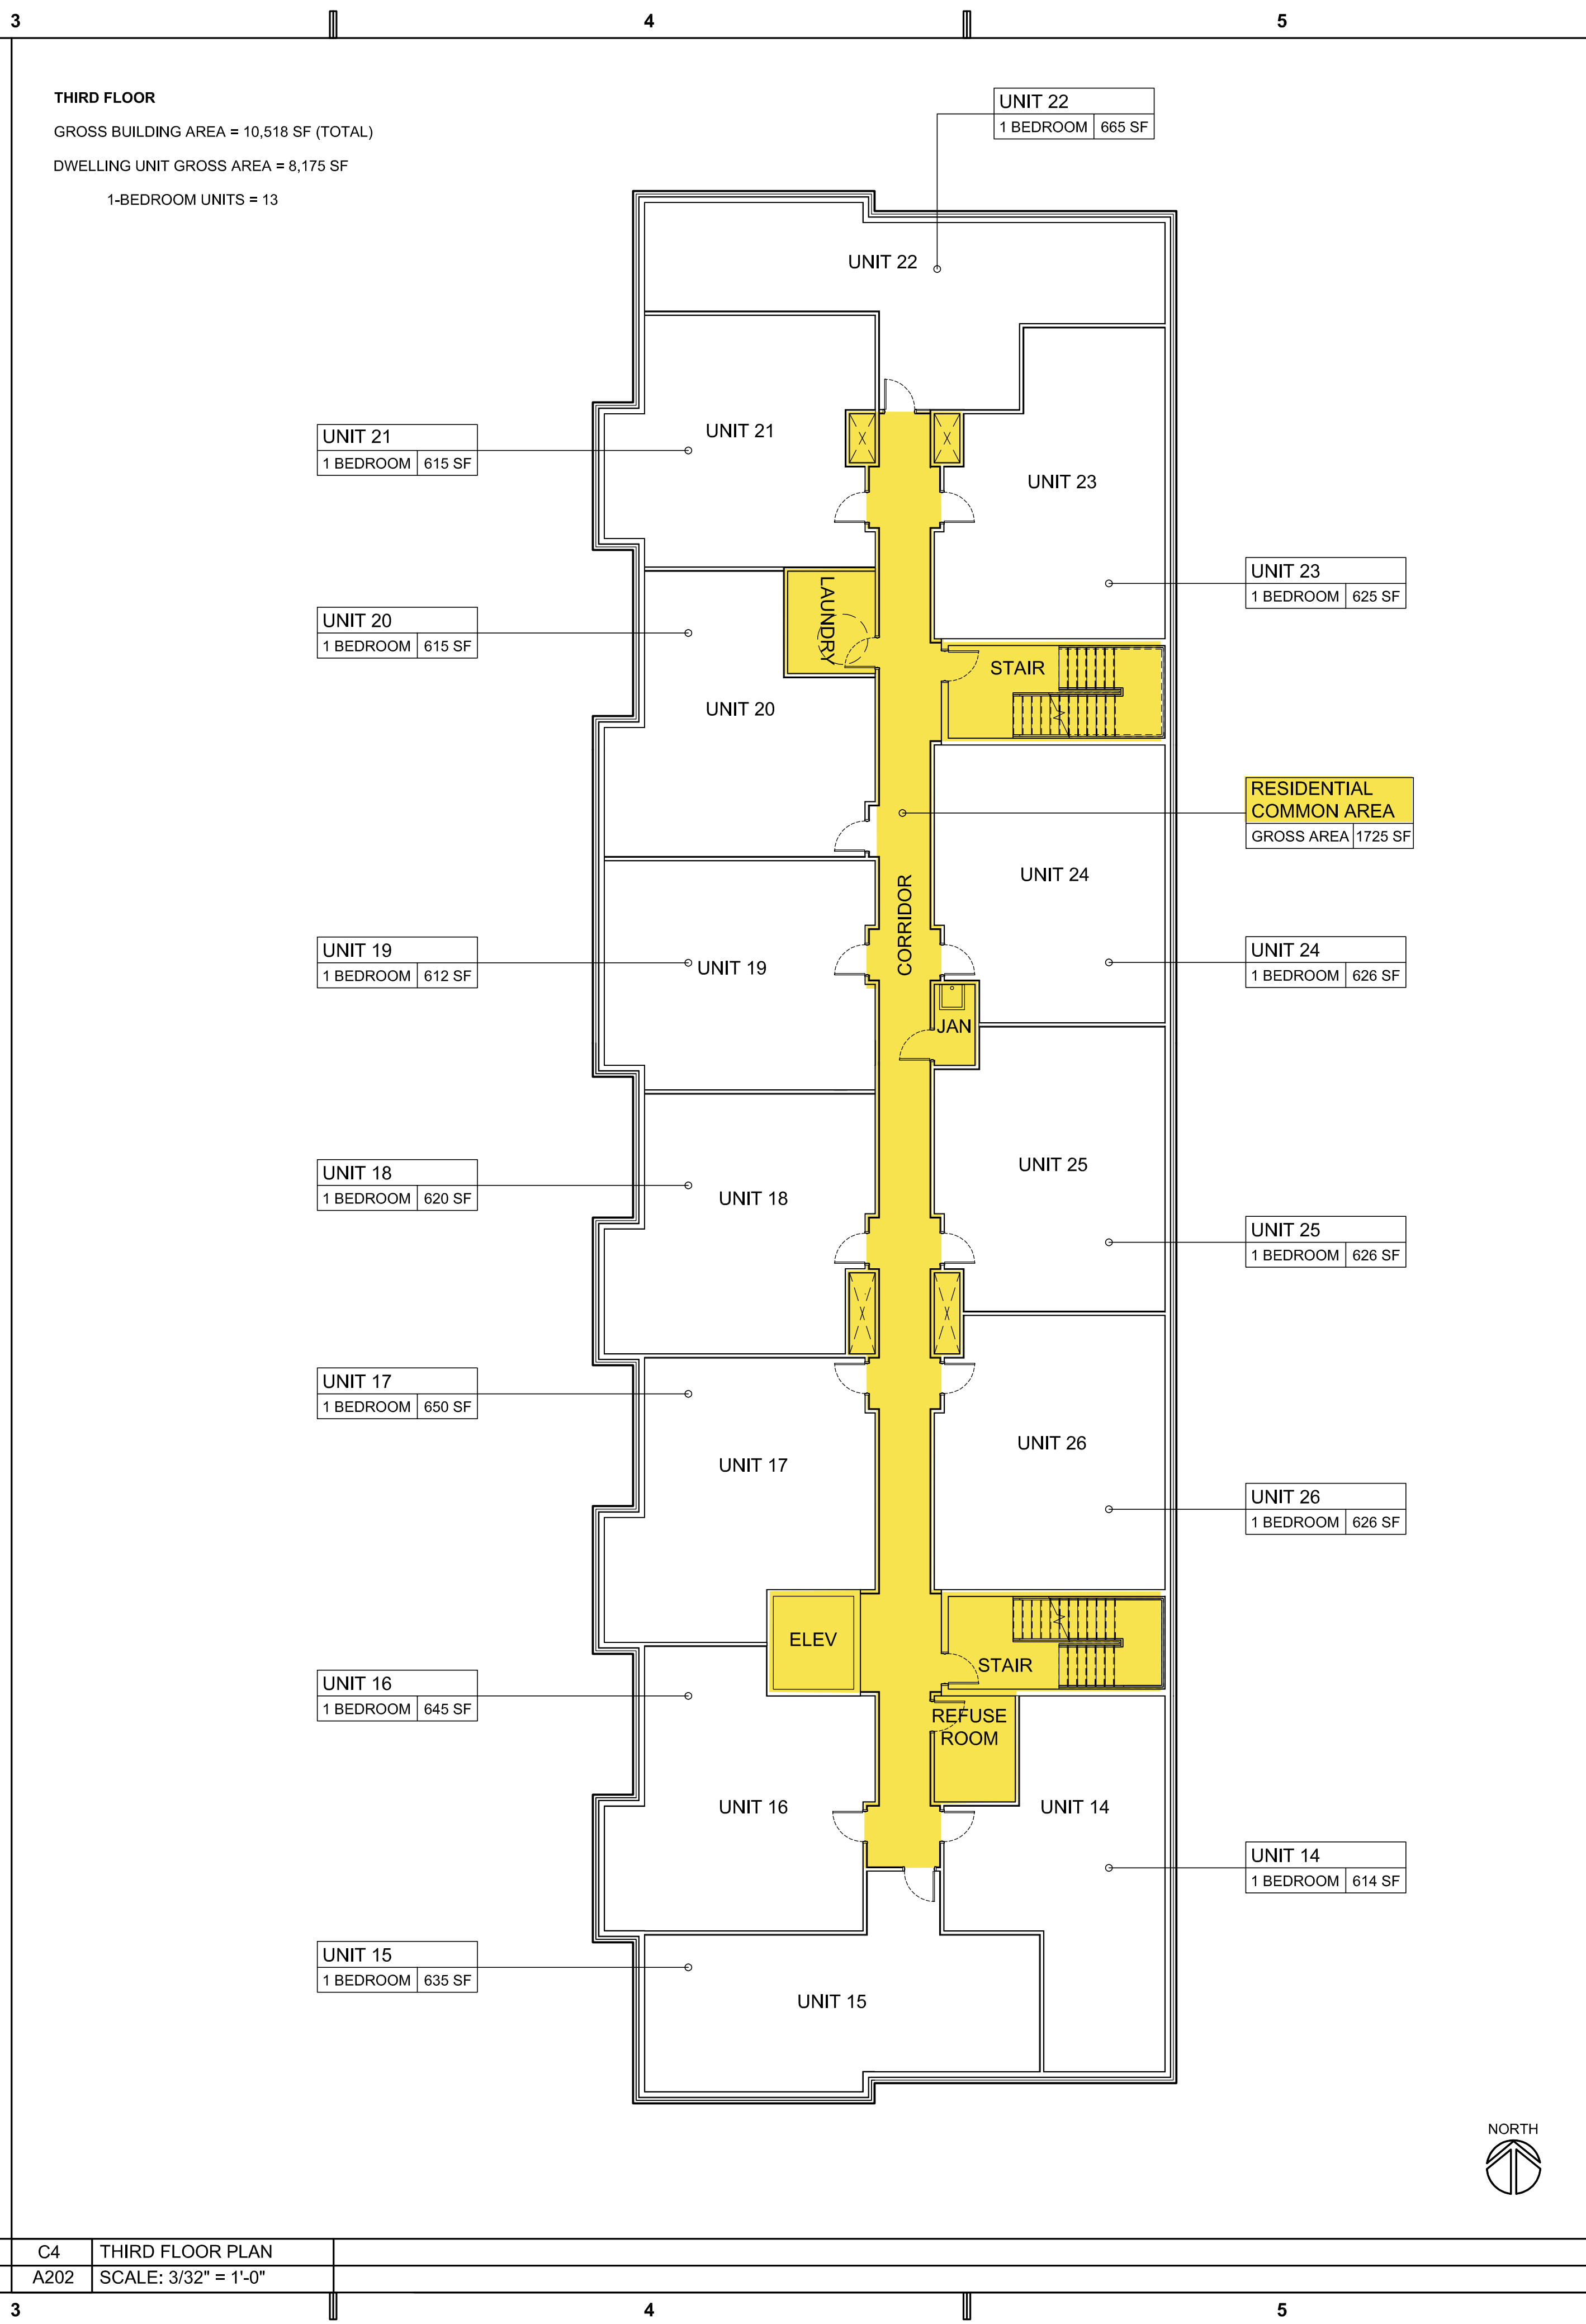 3 4 5
THIRD FLOOR
GROSS BUILDING AREA = 10,518 SF (TOTAL)
DWELLING UNIT GROSS AREA = 8,175 SF
1-BEDROOM UNITS = 13
UNIT 22
1 BEDROOM 665 SF
UNIT 22
UNIT 21
1 BEDROOM 615 SF
UNIT 21
UNIT 23
UNIT 23
1 BEDROOM 625 SF
LAUNDRY
UNIT 20
1 BEDROOM 615 SF
STAIR
UNIT 20
RESIDENTIAL
COMMON AREA
GROSS AREA 1725 SF
UNIT 24
CORRIDOR
UNIT 19
1 BEDROOM 612 SF
UNIT 19
UNIT 24
1 BEDROOM 626 SF
JAN
UNIT 25
UNIT 18
1 BEDROOM 620 SF
UNIT 18
UNIT 25
1 BEDROOM 626 SF
UNIT 17
1 BEDROOM 650 SF
UNIT 26
UNIT 17
UNIT 26
1 BEDROOM 626 SF
ELEV
STAIR
UNIT 16
1 BEDROOM 645 SF
REFUSE
ROOM
UNIT 16
UNIT 14
UNIT 14
1 BEDROOM 614 SF
UNIT 15
1 BEDROOM 635 SF
UNIT 15
NORTH
C4 THIRD FLOOR PLAN
A202 SCALE: 3/32" = 1'-0"
3 4 5